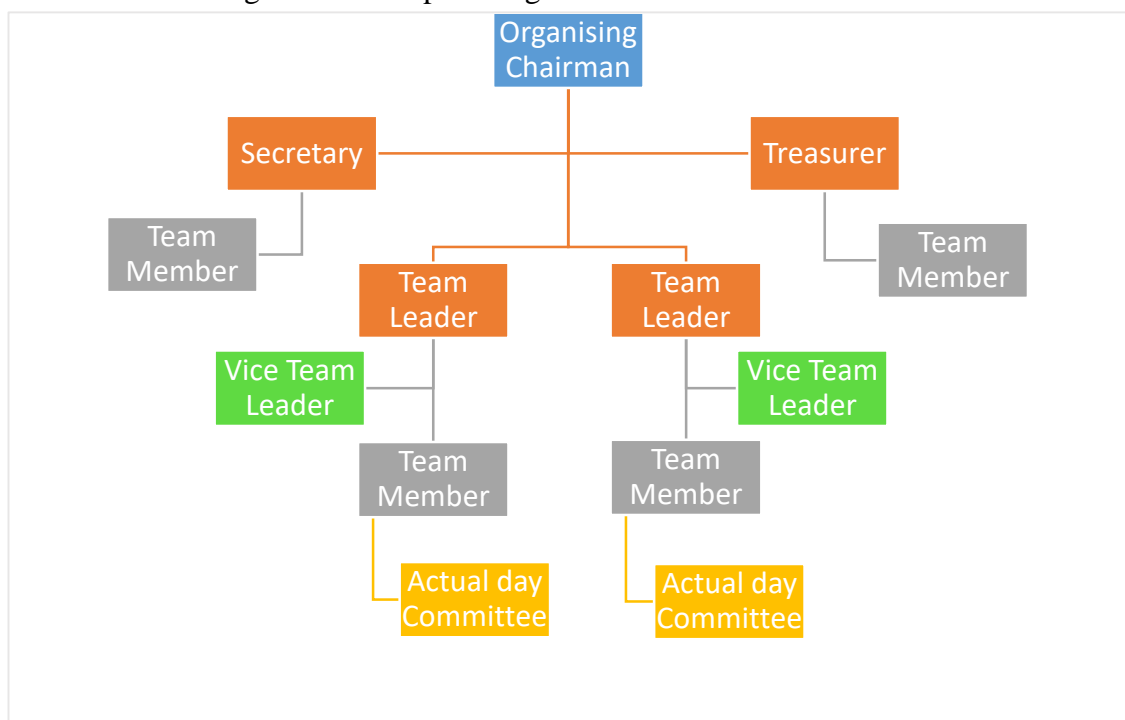 Organising
Chairman
Secretary
Treasurer
Team
Member
Team
Member
Team
Leader
Team
Leader
Vice Team
Leader
Vice Team
Leader
Team
Member
Team
Member
Actual day
Committee
Actual day
Committee